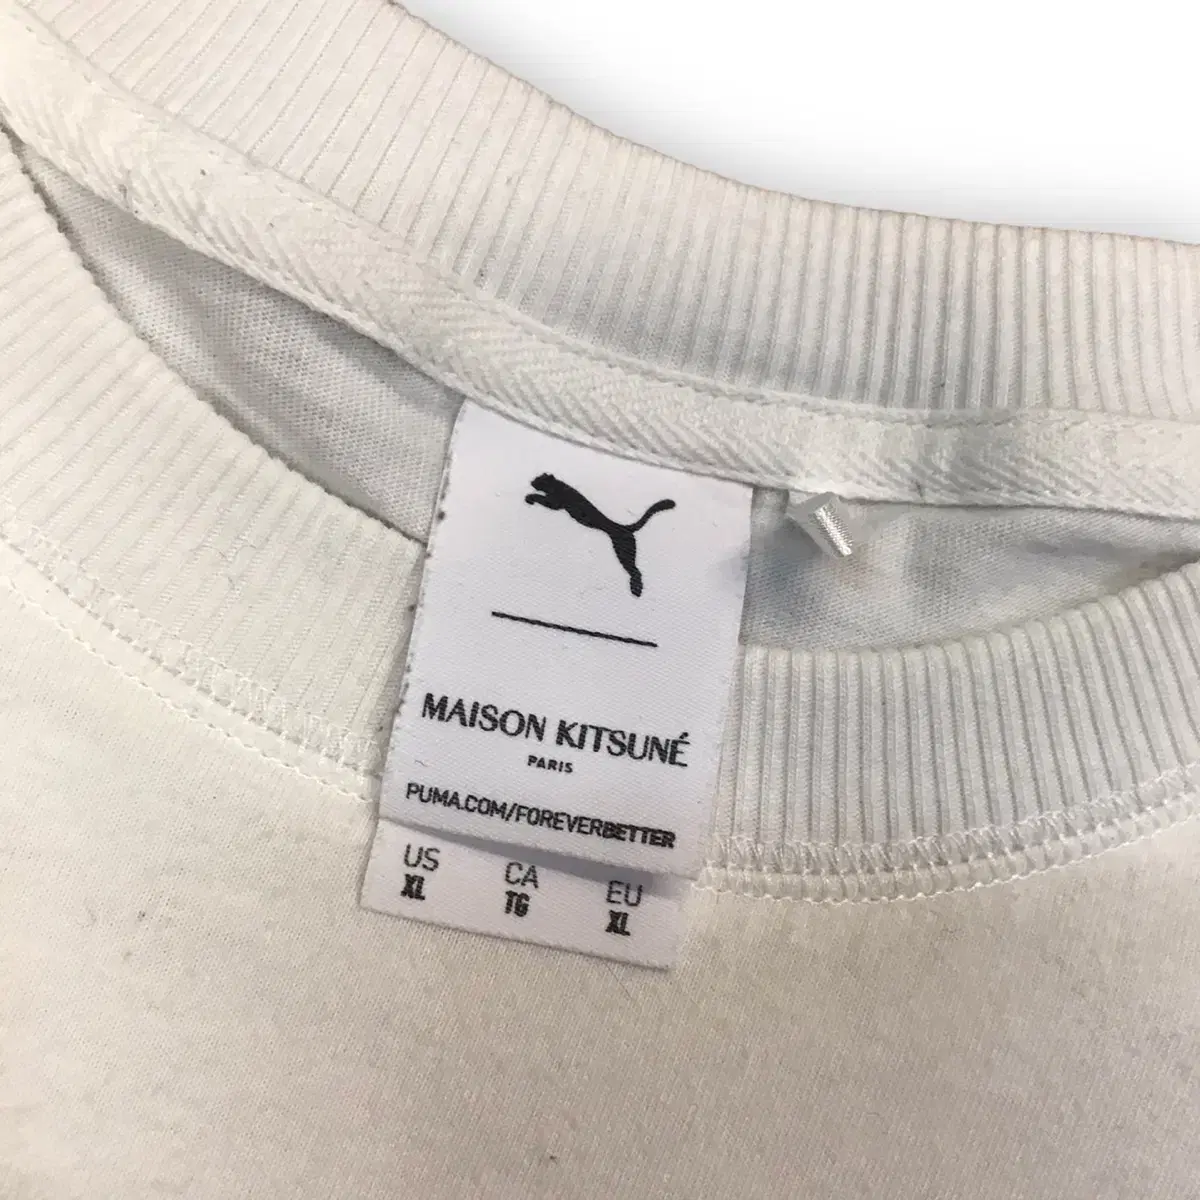 MAISON KITSUNÉ
PARIS
PUMA.COM/FOREVERBETTER
US CA EU
XL TG XL